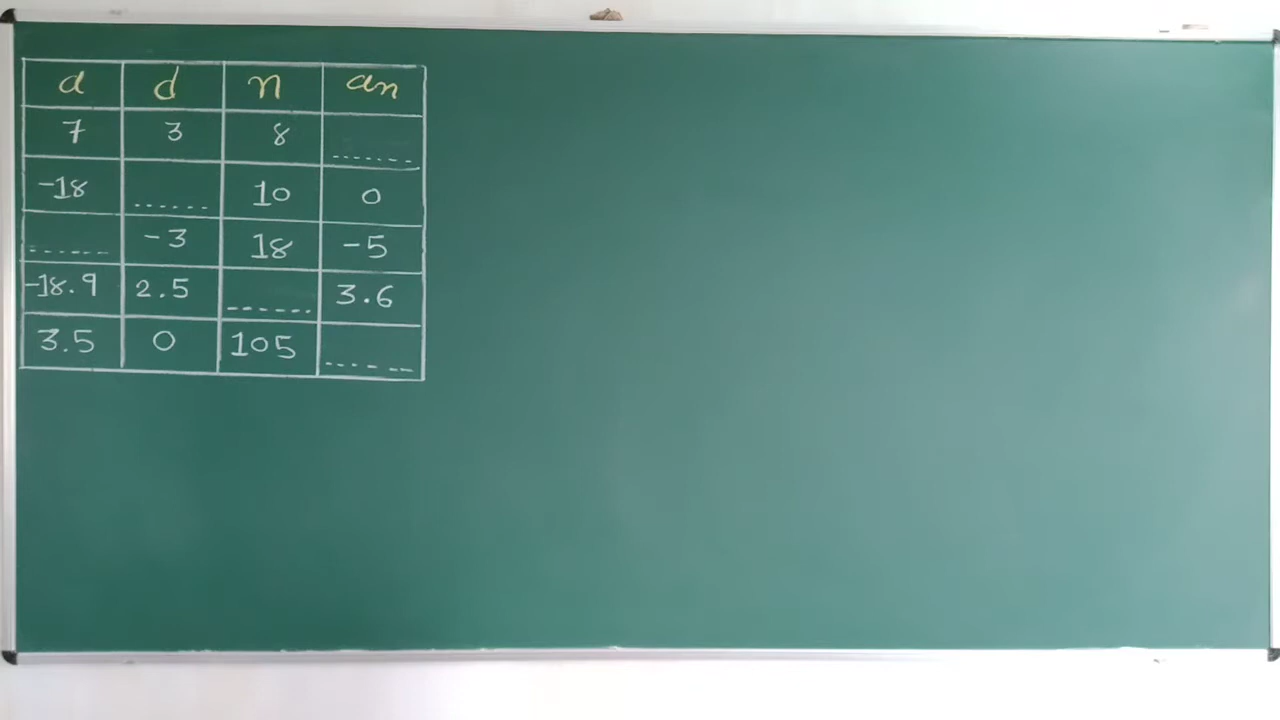 a d n an
7 3 8 .......
-18 ...... 10 0
....... -3 18 -5
-18.9 2.5 ...... 3.6
3.5 0 105 ......